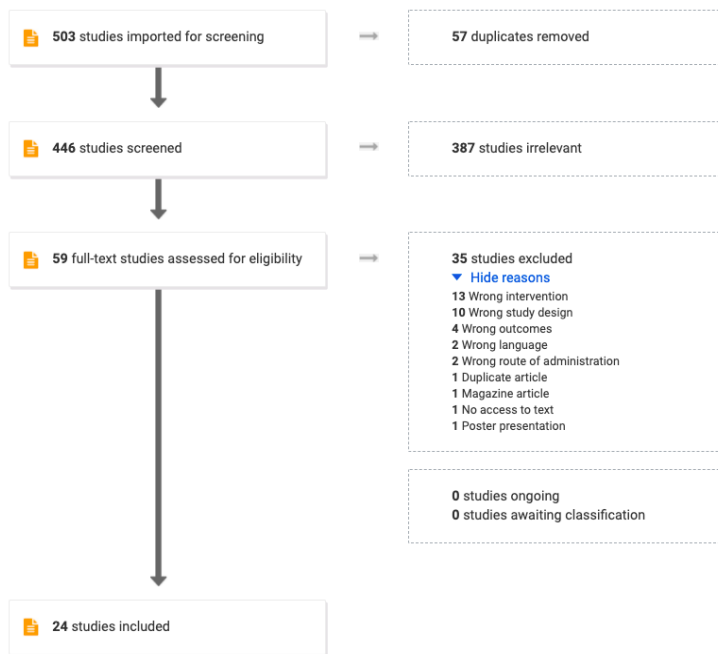 503 studies imported for screening
57 duplicates removed
446 studies screened
387 studies irrelevant
59 full-text studies assessed for eligibility
35 studies excluded
Hide reasons
13 Wrong intervention
10 Wrong study design
4 Wrong outcomes
2 Wrong language
2 Wrong route of administration
1 Duplicate article
1 Magazine article
1 No access to text
1 Poster presentation
0 studies ongoing
0 studies awaiting classification
24 studies included